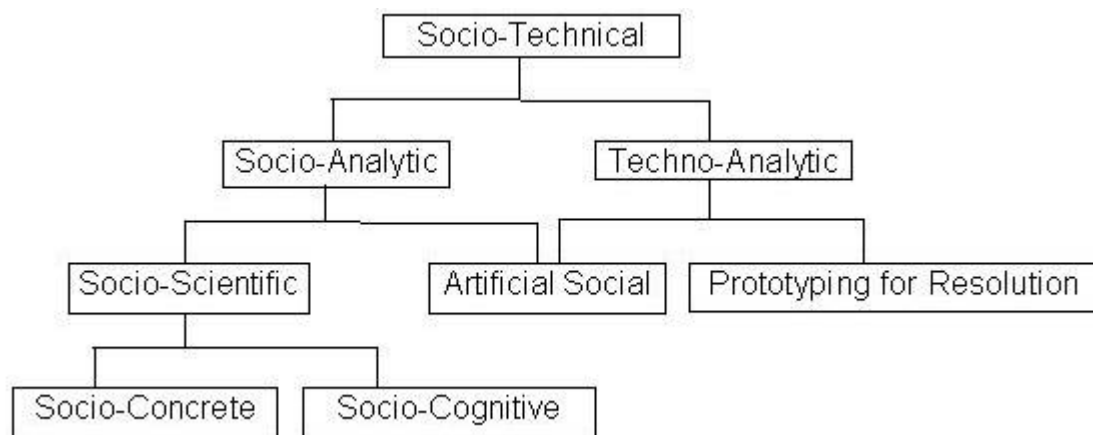 Socio-Technical
Socio-Analytic
Techno-Analytic
Socio-Scientific
Artificial Social
Prototyping for Resolution
Socio-Concrete
Socio-Cognitive